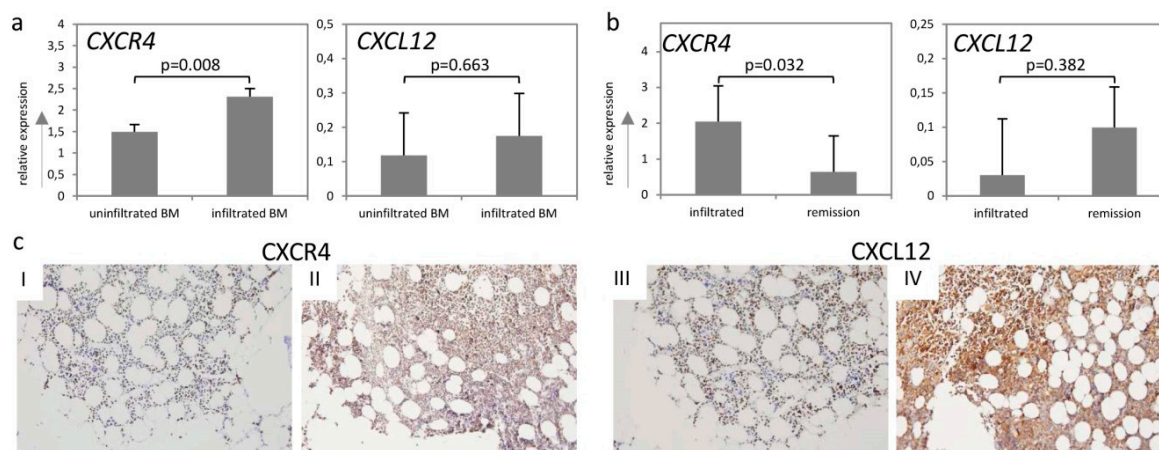 a
CXCR4
CXCL12
relative expression
4
3,5
3
2,5
2
1,5
1
0,5
0
p=0.008
uninfiltrated BM
infiltrated BM
0,5
0,4
0,3
0,2
0,1
0
p=0.663
uninfiltrated BM
infiltrated BM
b
CXCR4
CXCL12
relative expression
4
3
2
1
0
p=0.032
infiltrated
remission
0,25
0,2
0,15
0,1
0,05
0
p=0.382
infiltrated
remission
c
CXCR4
CXCL12
I
II
III
IV